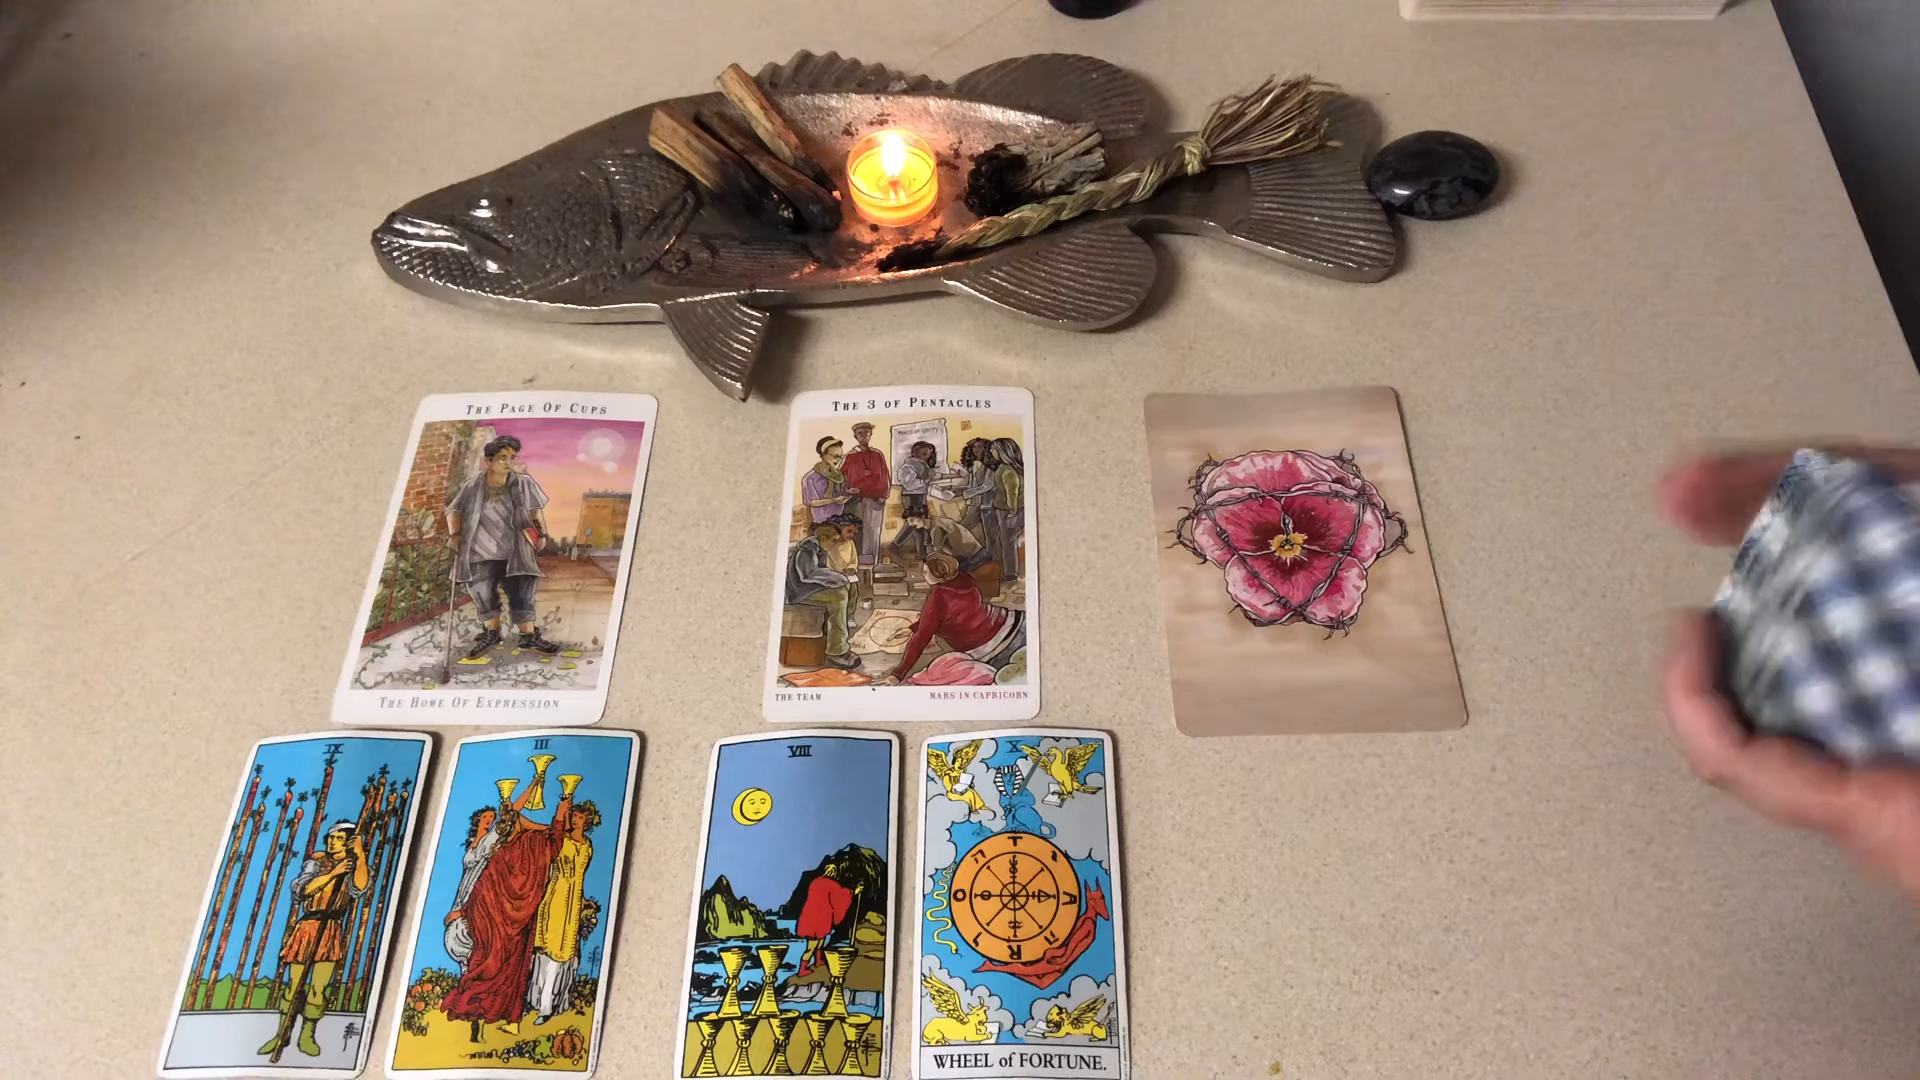 THE PAGE OF CUPS
THE HOME OF EXPRESSION
THE 3 OF PENTACLES
THE TEAM
MARS IN CAPRICORN
IX
III
VIII
X
T
A
R
O
WHEEL of FORTUNE.